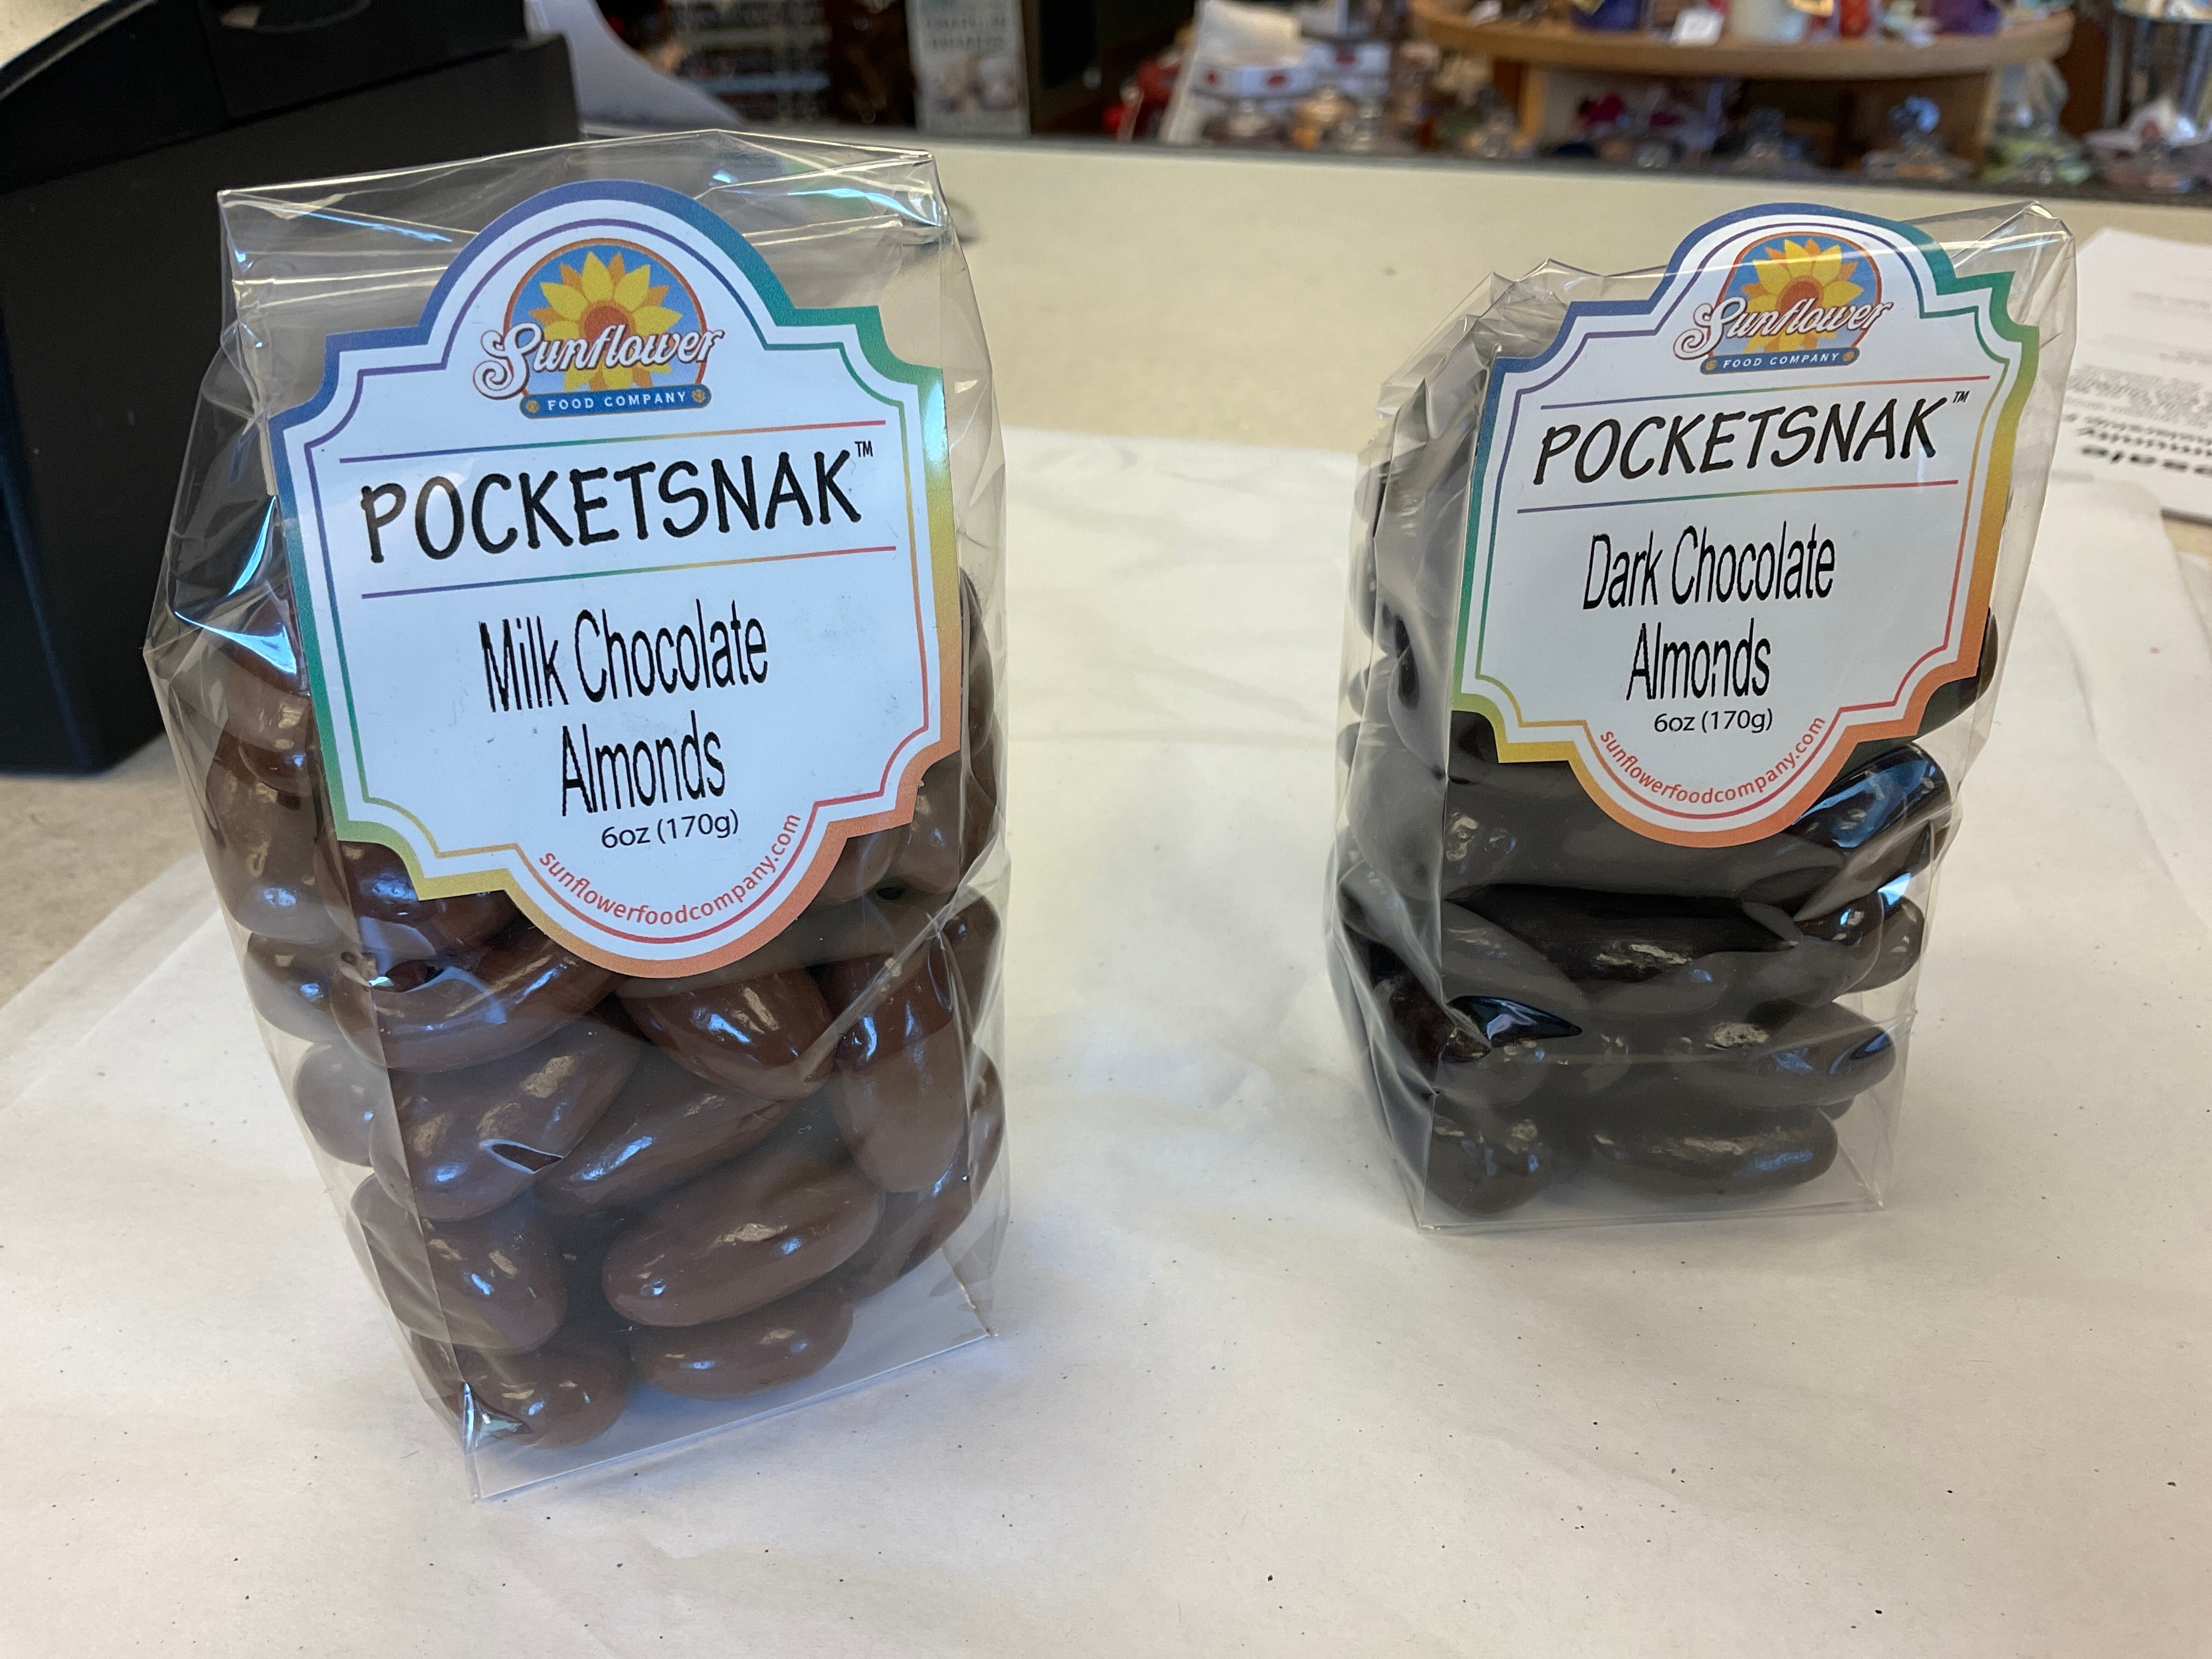 Sunflower
FOOD COMPANY
POCKETSNAK™
Milk Chocolate
Almonds
6oz (170g)
sunflowerfoodcompany.com
Sunflower
FOOD COMPANY
POCKETSNAK™
Dark Chocolate
Almonds
6oz (170g)
sunflowerfoodcompany.com